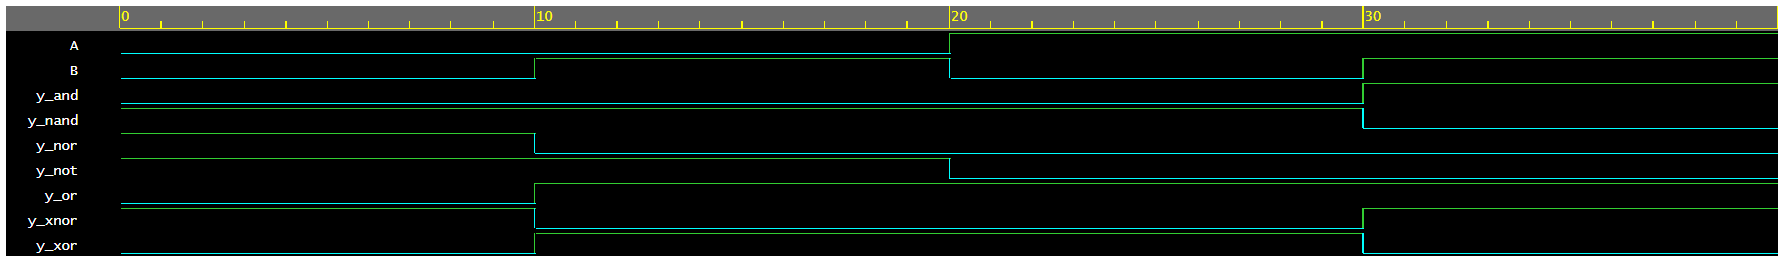 0 10 20 30
A
B
y_and
y_nand
y_nor
y_not
y_or
y_xnor
y_xor